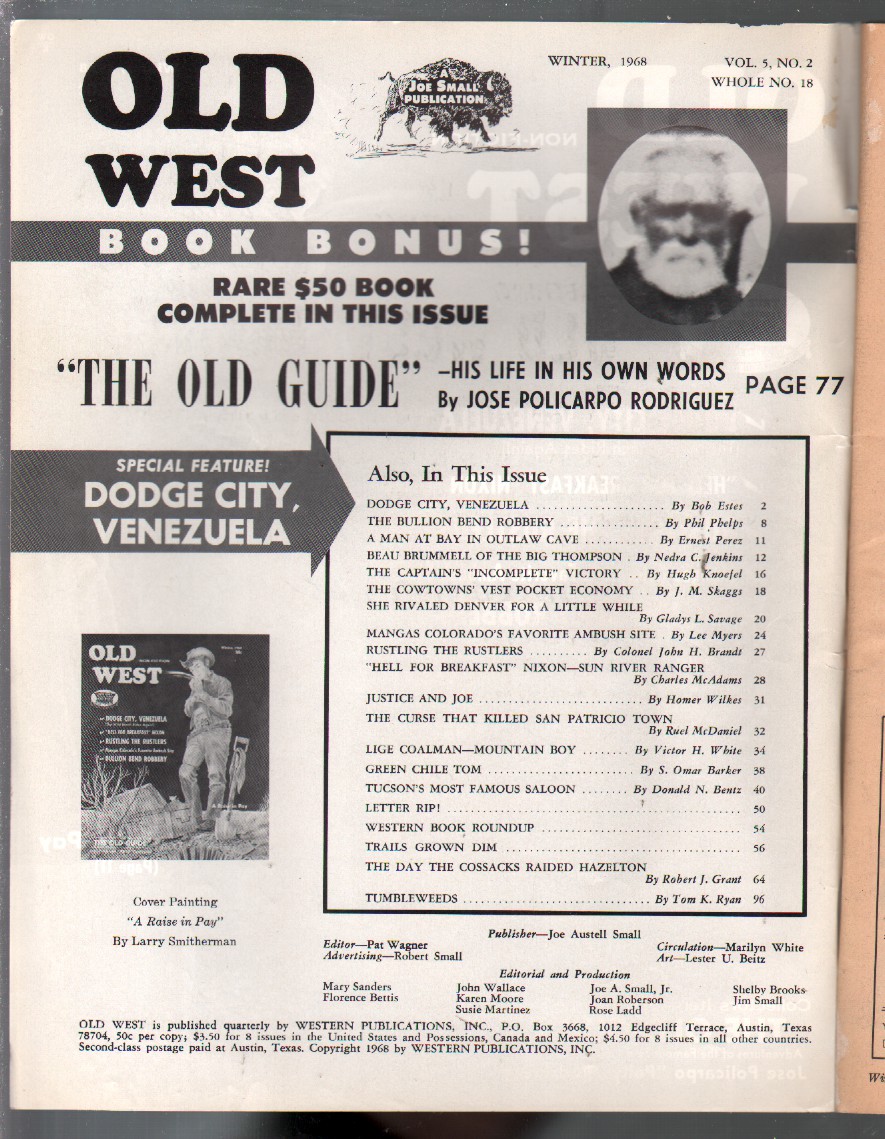 OLD
WEST
A
JOE SMALL
PUBLICATION
WINTER, 1968
VOL. 5, NO. 2
WHOLE NO. 18
BOOK BONUS!
RARE $50 BOOK
COMPLETE IN THIS ISSUE
"THE OLD GUIDE"
—HIS LIFE IN HIS OWN WORDS
By JOSE POLICARPO RODRIGUEZ
PAGE 77
SPECIAL FEATURE!
DODGE CITY,
VENEZUELA
Also, In This Issue
DODGE CITY, VENEZUELA ...................... By Bob Estes 2
THE BULLION BEND ROBBERY ................. By Phil Phelps 8
A MAN AT BAY IN OUTLAW CAVE ............ By Ernest Perez 11
BEAU BRUMMELL OF THE BIG THOMPSON . By Nedra C. Jenkins 12
THE CAPTAIN'S "INCOMPLETE" VICTORY .. By Hugh Knoefel 16
THE COWTOWNS' VEST POCKET ECONOMY .. By J. M. Skaggs 18
SHE RIVALED DENVER FOR A LITTLE WHILE
By Gladys L. Savage 20
MANGAS COLORADO'S FAVORITE AMBUSH SITE . By Lee Myers 24
RUSTLING THE RUSTLERS .......... By Colonel John H. Brandt 27
"HELL FOR BREAKFAST" NIXON—SUN RIVER RANGER
By Charles McAdams 28
JUSTICE AND JOE ............................ By Homer Wilkes 31
THE CURSE THAT KILLED SAN PATRICIO TOWN
By Ruel McDaniel 32
LIGE COALMAN—MOUNTAIN BOY ........ By Victor H. White 34
GREEN CHILE TOM ......................... By S. Omar Barker 38
TUCSON'S MOST FAMOUS SALOON ........ By Donald N. Bentz 40
LETTER RIP! .................................................. 50
WESTERN BOOK ROUNDUP .................................. 54
TRAILS GROWN DIM ........................................ 56
THE DAY THE COSSACKS RAIDED HAZELTON
By Robert J. Grant 64
TUMBLEWEEDS ................................ By Tom K. Ryan 96
OLD
WEST
DODGE CITY, VENEZUELA
"HELL FOR BREAKFAST" NIXON
RUSTLING THE RUSTLERS
Mangas Colorado's Favorite Ambush Site
BULLION BEND ROBBERY
A Raise in Pay
THE OLD GUIDE
Cover Painting
"A Raise in Pay"
By Larry Smitherman
Publisher—Joe Austell Small
Editor—Pat Wagner
Advertising—Robert Small
Circulation—Marilyn White
Art—Lester U. Beitz
Editorial and Production
Mary Sanders
Florence Bettis
John Wallace
Karen Moore
Susie Martinez
Joe A. Small, Jr.
Joan Roberson
Rose Ladd
Shelby Brooks
Jim Small
OLD WEST is published quarterly by WESTERN PUBLICATIONS, INC., P.O. Box 3668, 1012 Edgecliff Terrace, Austin, Texas
78704, 50c per copy; $3.50 for 8 issues in the United States and Possessions, Canada and Mexico; $4.50 for 8 issues in all other countries.
Second-class postage paid at Austin, Texas. Copyright 1968 by WESTERN PUBLICATIONS, INC.